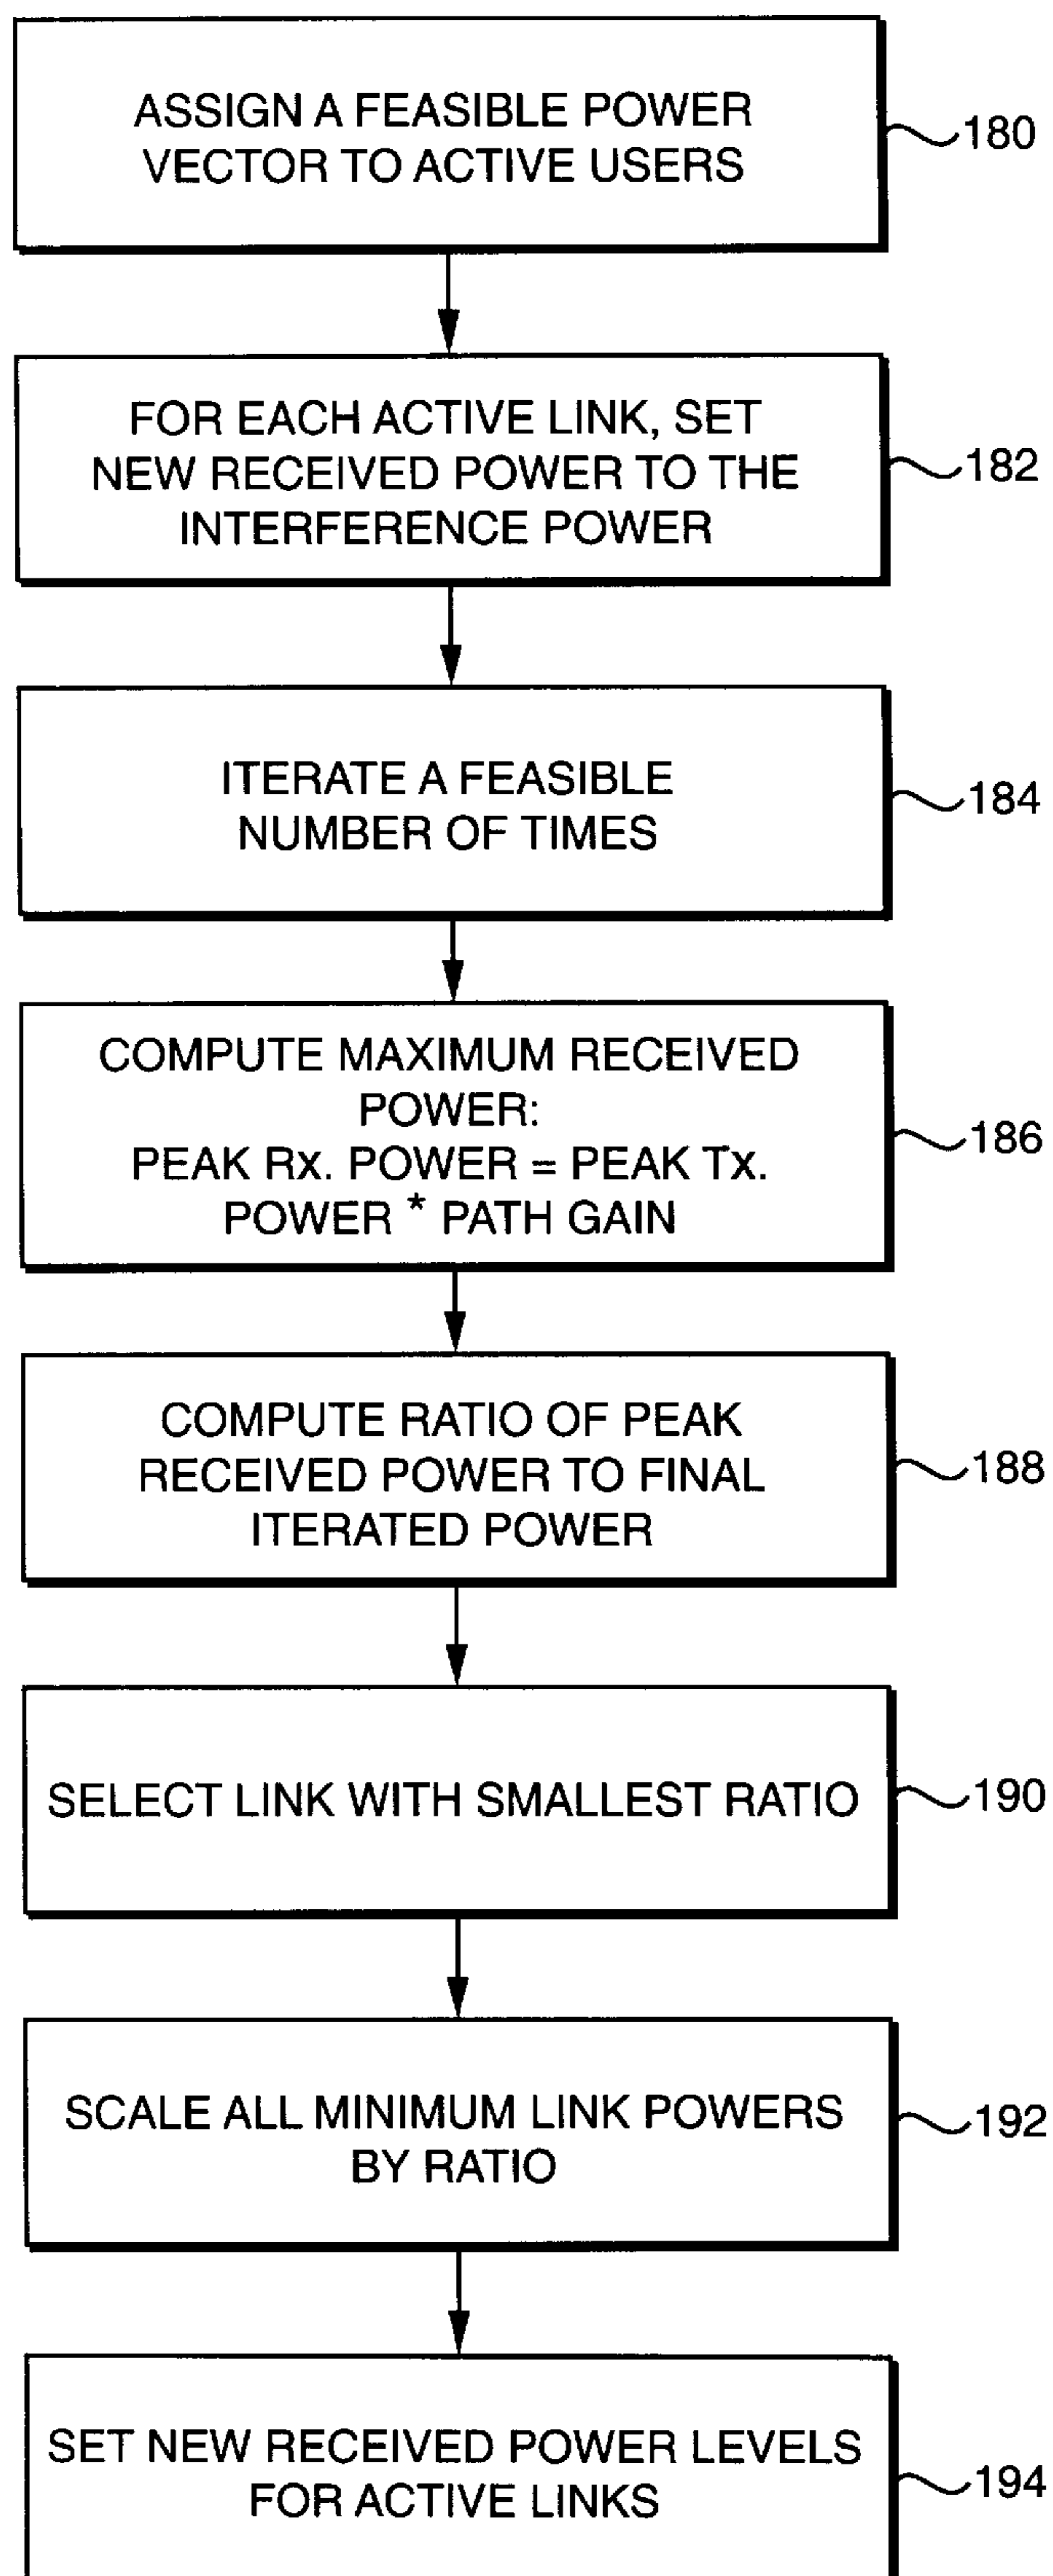 ASSIGN A FEASIBLE POWER
VECTOR TO ACTIVE USERS
180
FOR EACH ACTIVE LINK, SET
NEW RECEIVED POWER TO THE
INTERFERENCE POWER
182
ITERATE A FEASIBLE
NUMBER OF TIMES
184
COMPUTE MAXIMUM RECEIVED
POWER:
PEAK Rx. POWER = PEAK Tx.
POWER * PATH GAIN
186
COMPUTE RATIO OF PEAK
RECEIVED POWER TO FINAL
ITERATED POWER
188
SELECT LINK WITH SMALLEST RATIO
190
SCALE ALL MINIMUM LINK POWERS
BY RATIO
192
SET NEW RECEIVED POWER LEVELS
FOR ACTIVE LINKS
194